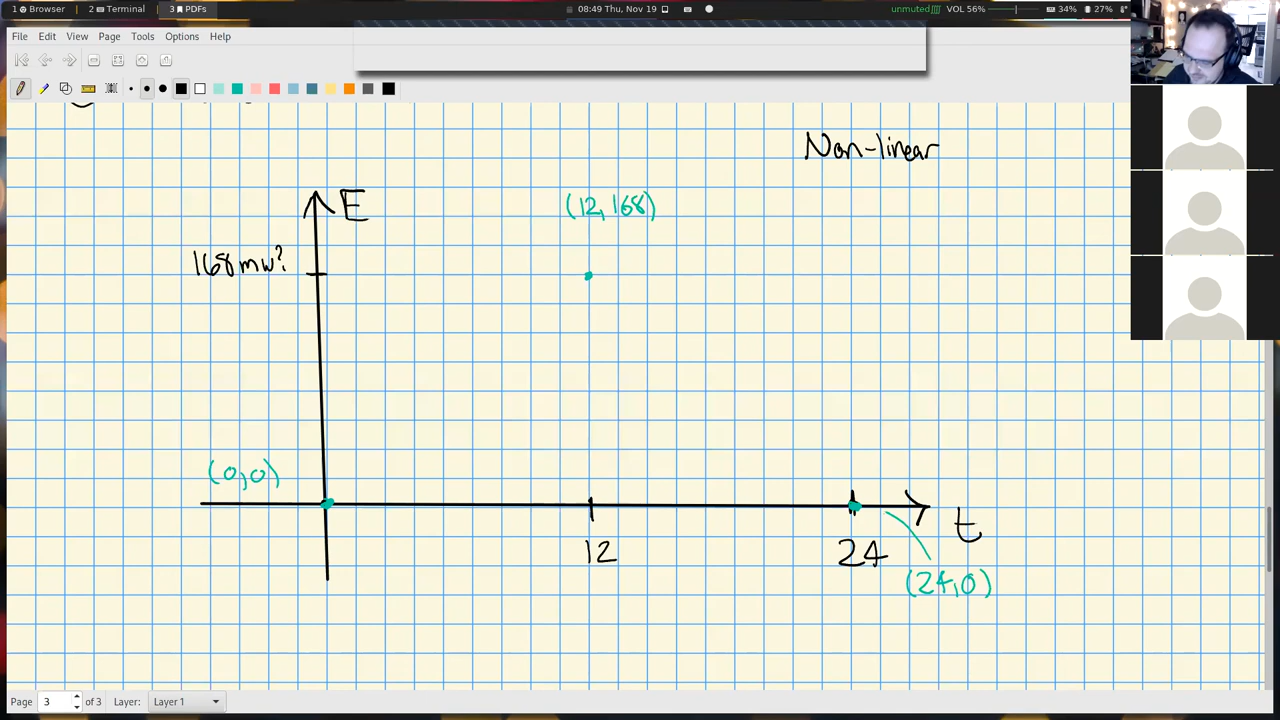 1 Browser 2 Terminal 3 PDFs 08:49 Thu, Nov 19 unmuted VOL 56% 34% 27%
File Edit View Page Tools Options Help
Non-linear
E
(12, 168)
168 mw?
(0,0)
t
12
24
(24,0)
Page 3 of 3 Layer: Layer 1